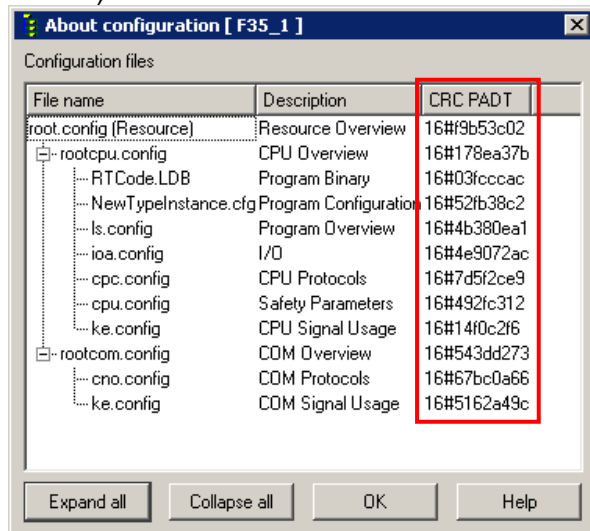 About configuration [ F35_1 ]
Configuration files
File name Description CRC PADT
root.config (Resource) Resource Overview 16#f9b53c02
rootcpu.config CPU Overview 16#178ea37b
RTCode.LDB Program Binary 16#03fcccac
NewTypeInstance.cfg Program Configuration 16#52fb38c2
ls.config Program Overview 16#4b380ea1
ioa.config I/O 16#4e9072ac
cpc.config CPU Protocols 16#7d5f2ce9
cpu.config Safety Parameters 16#492fc312
ke.config CPU Signal Usage 16#14f0c2f6
rootcom.config COM Overview 16#543dd273
cno.config COM Protocols 16#67bc0a66
ke.config COM Signal Usage 16#5162a49c
Expand all Collapse all OK Help